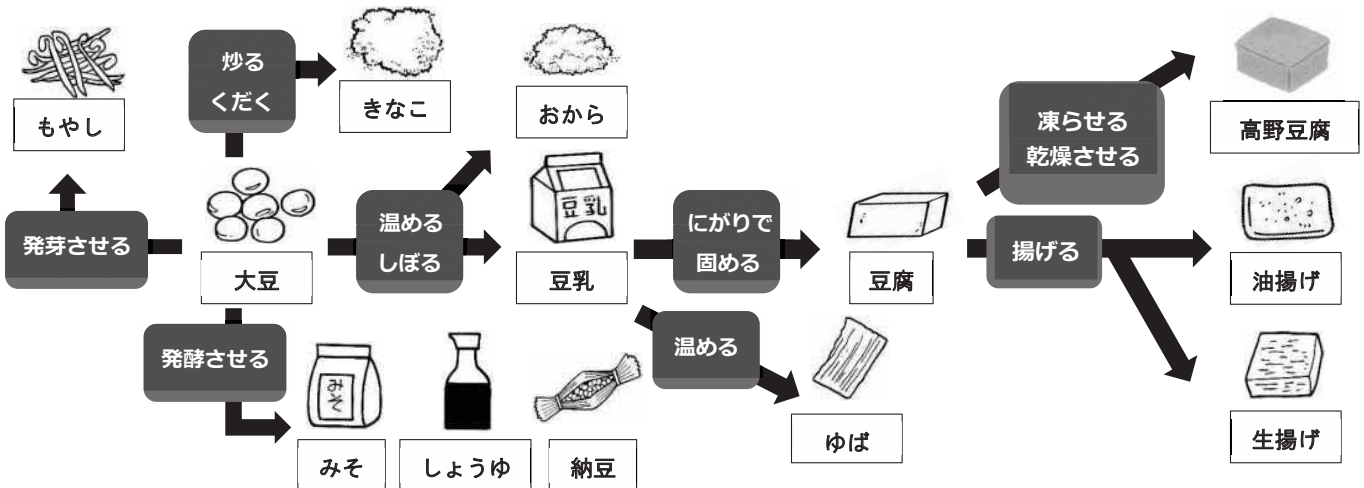 炒る
くだく
きなこ
おから
もやし
凍らせる
乾燥させる
高野豆腐
発芽させる
大豆
温める
しぼる
豆乳
豆乳
にがりで
固める
豆腐
揚げる
油揚げ
発酵させる
みそ
みそ
しょうゆ
納豆
温める
ゆば
生揚げ